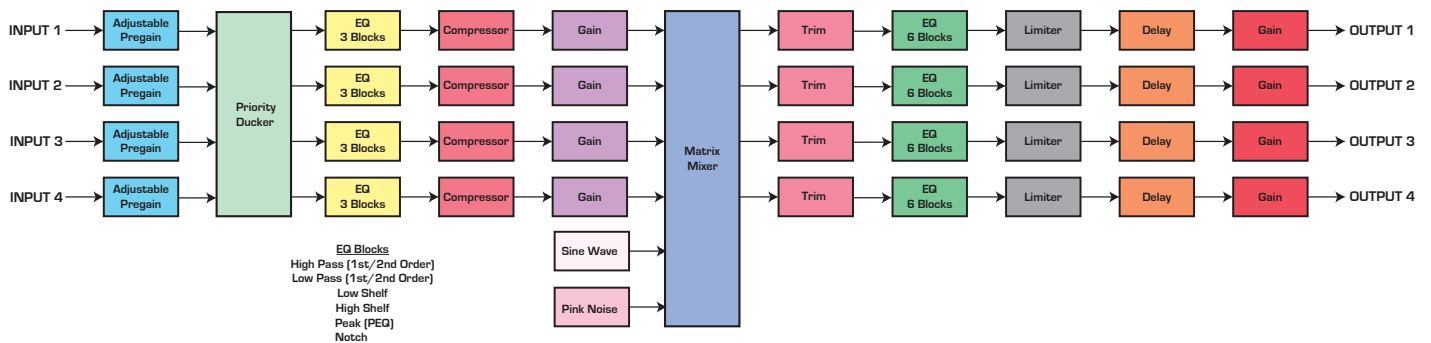 INPUT 1
Adjustable
Pregain
EQ
3 Blocks
Compressor
Gain
Trim
EQ
6 Blocks
Limiter
Delay
Gain
OUTPUT 1
INPUT 2
Adjustable
Pregain
EQ
3 Blocks
Compressor
Gain
Trim
EQ
6 Blocks
Limiter
Delay
Gain
OUTPUT 2
Priority
Ducker
INPUT 3
Adjustable
Pregain
EQ
3 Blocks
Compressor
Gain
Matrix
Mixer
Trim
EQ
6 Blocks
Limiter
Delay
Gain
OUTPUT 3
INPUT 4
Adjustable
Pregain
EQ
3 Blocks
Compressor
Gain
Trim
EQ
6 Blocks
Limiter
Delay
Gain
OUTPUT 4
Sine Wave
Pink Noise
EQ Blocks
High Pass (1st/2nd Order)
Low Pass (1st/2nd Order)
Low Shelf
High Shelf
Peak (PEQ)
Notch